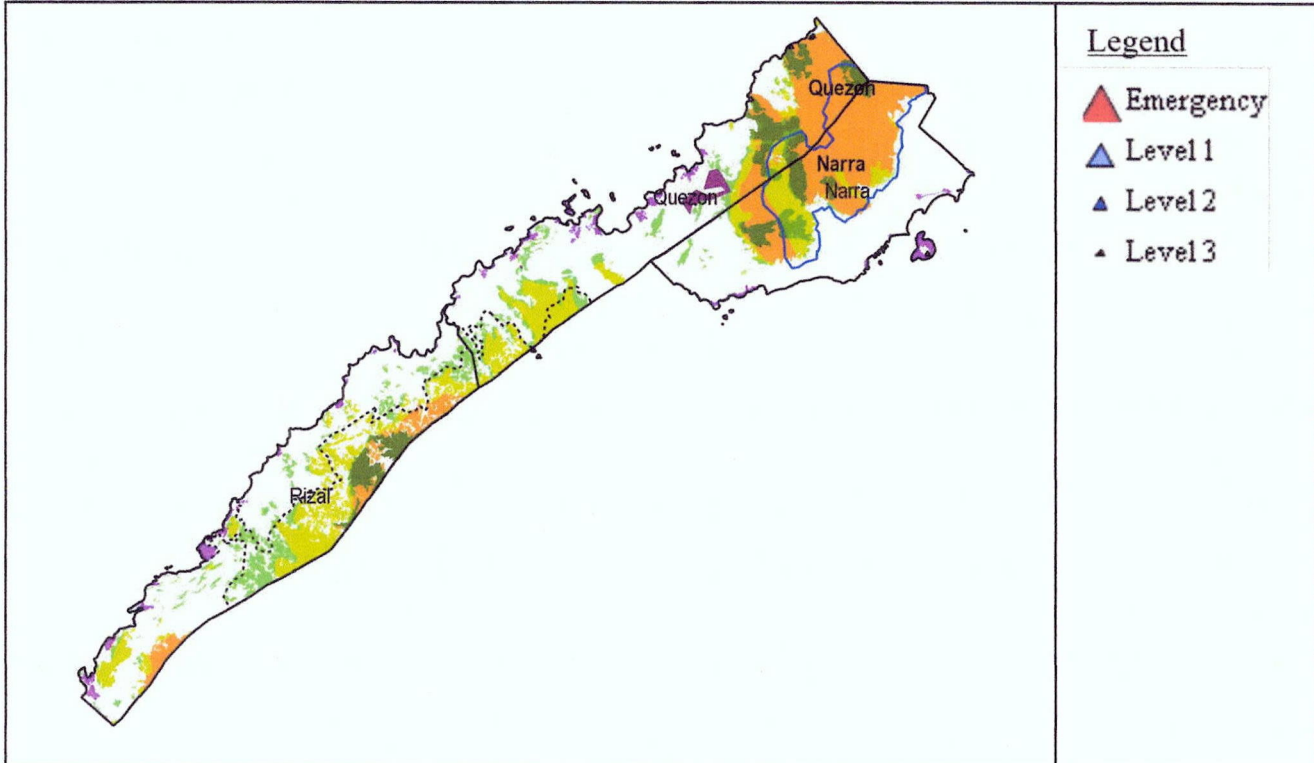 Quezon
Narra
Narra
Quezon
Rizal
Legend
Emergency
Level 1
Level 2
Level 3